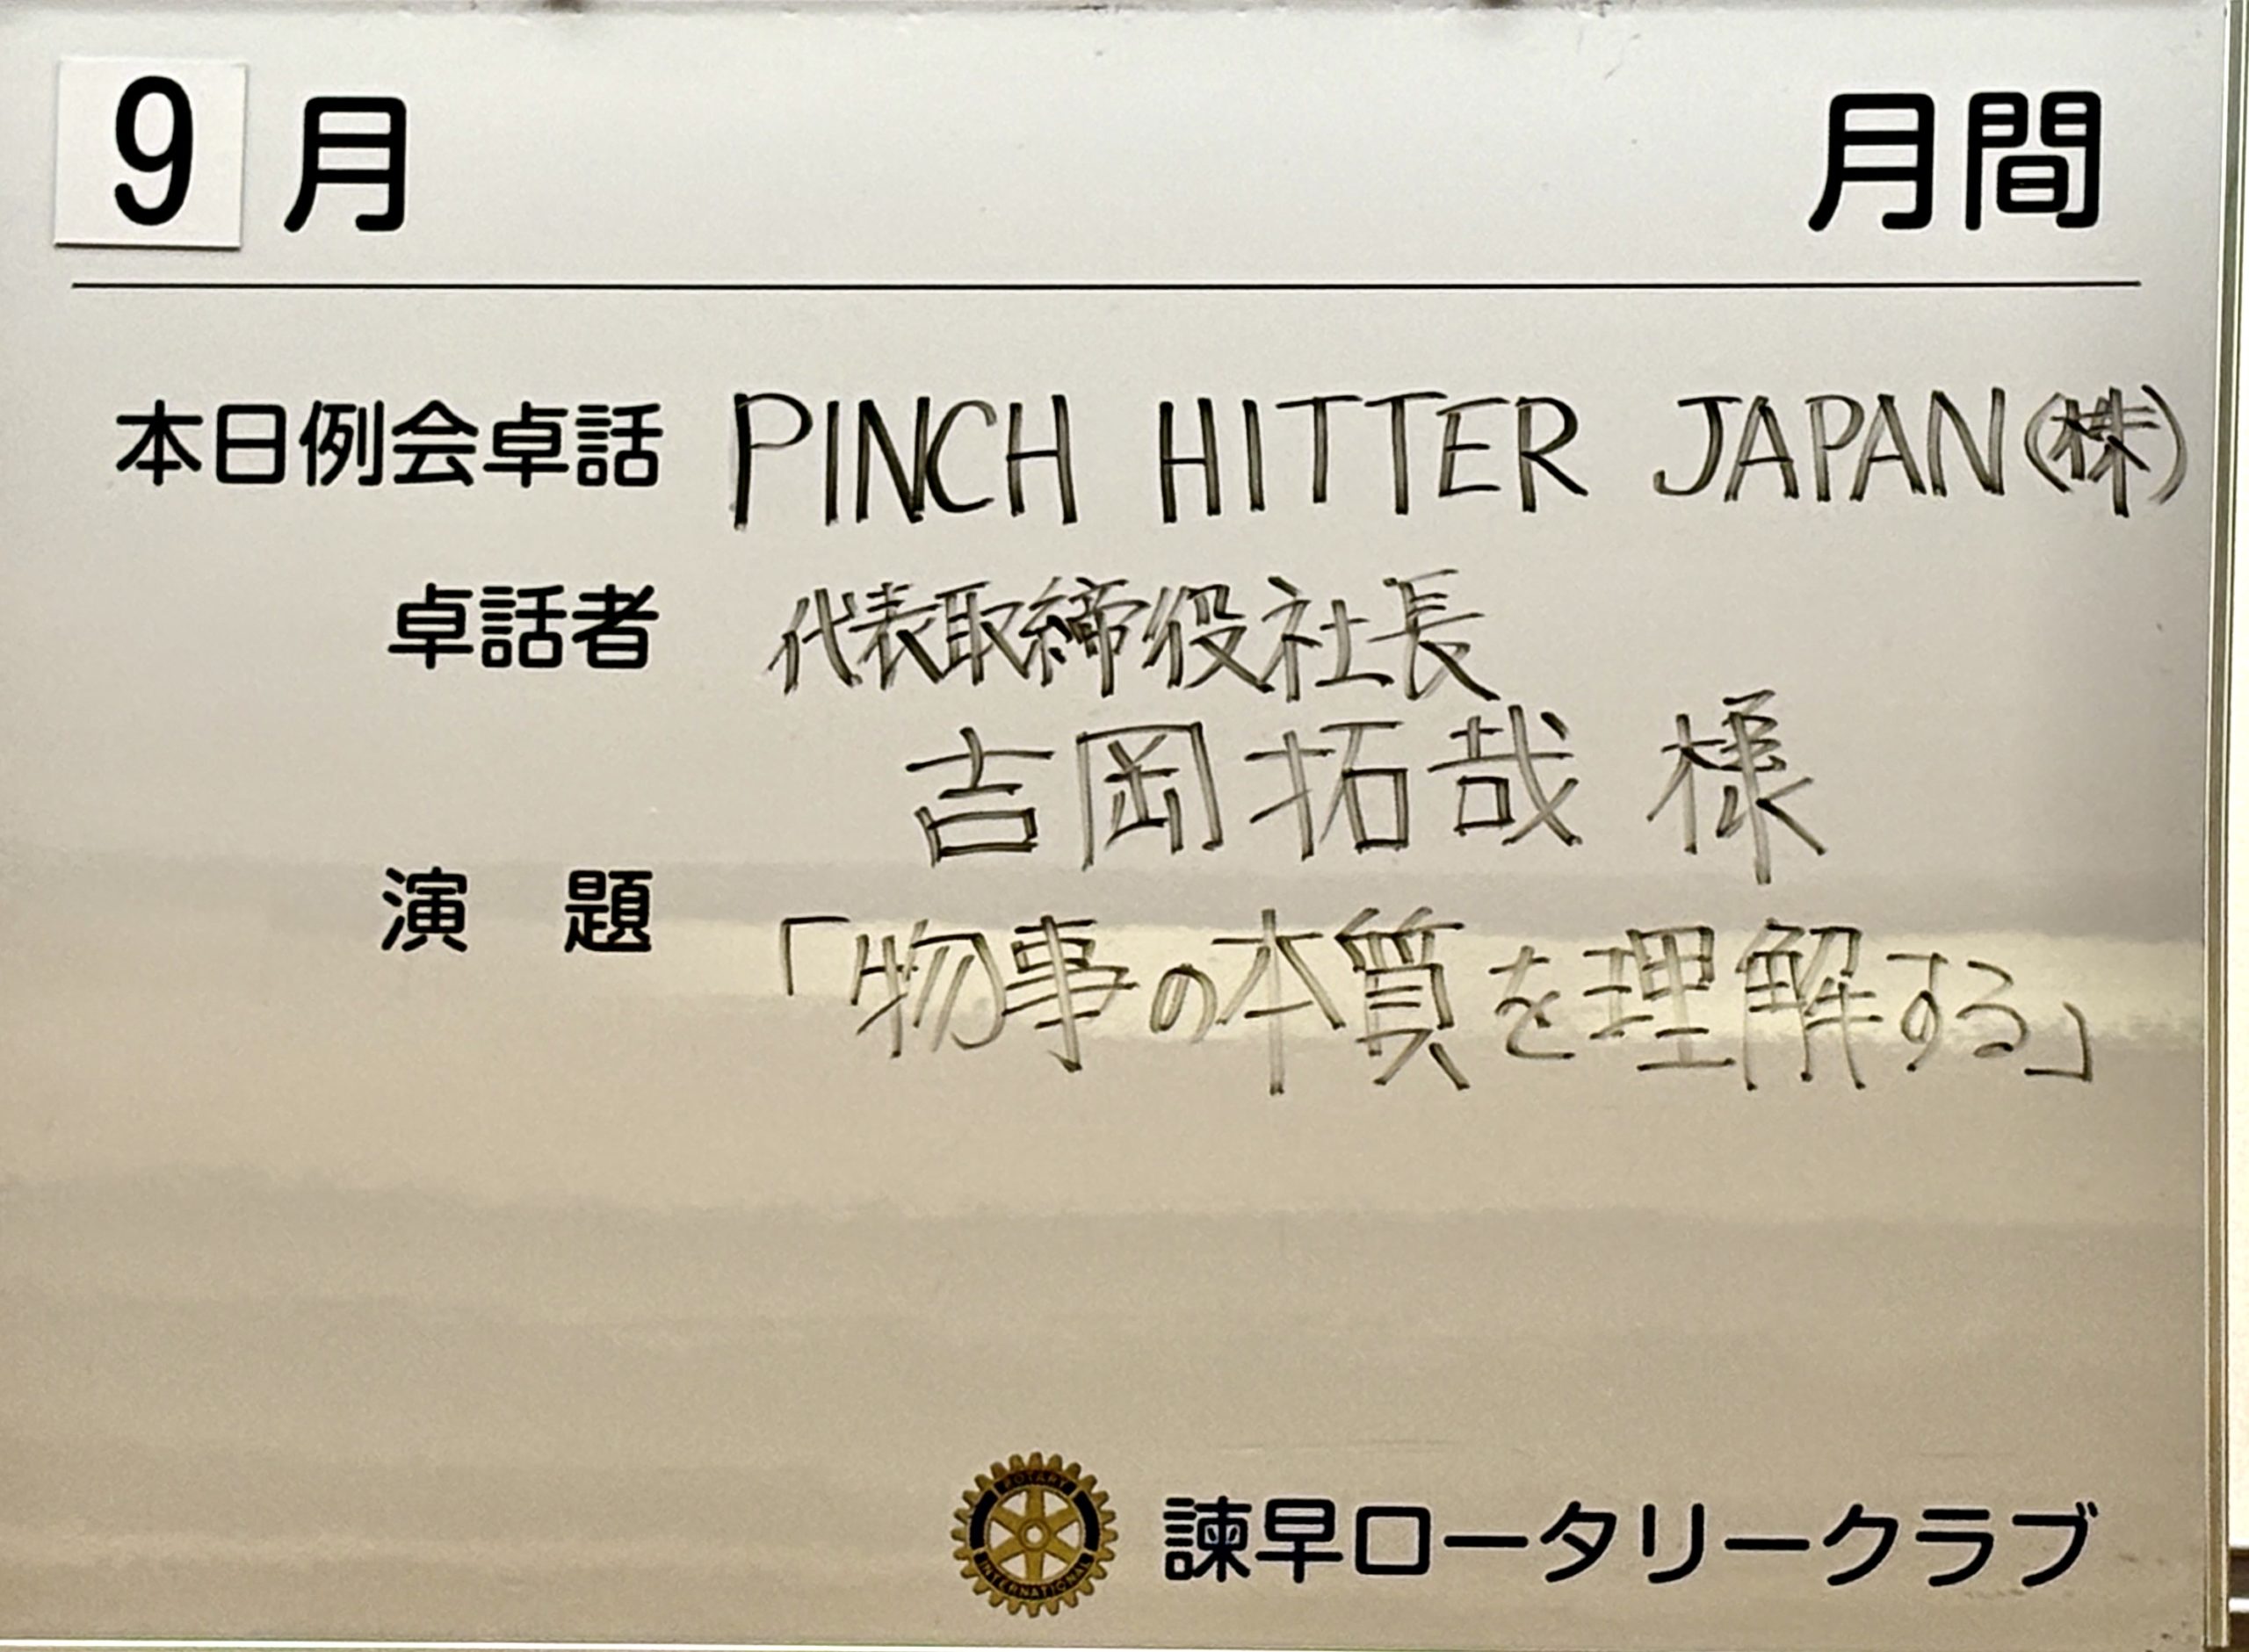 9月 月間
本日例会卓話 PINCH HITTER JAPAN(株)
卓話者 代表取締役社長
吉岡拓哉 様
演題 「物事の本質を理解する」
ROTARY
INTERNATIONAL
諫早ロータリークラブ